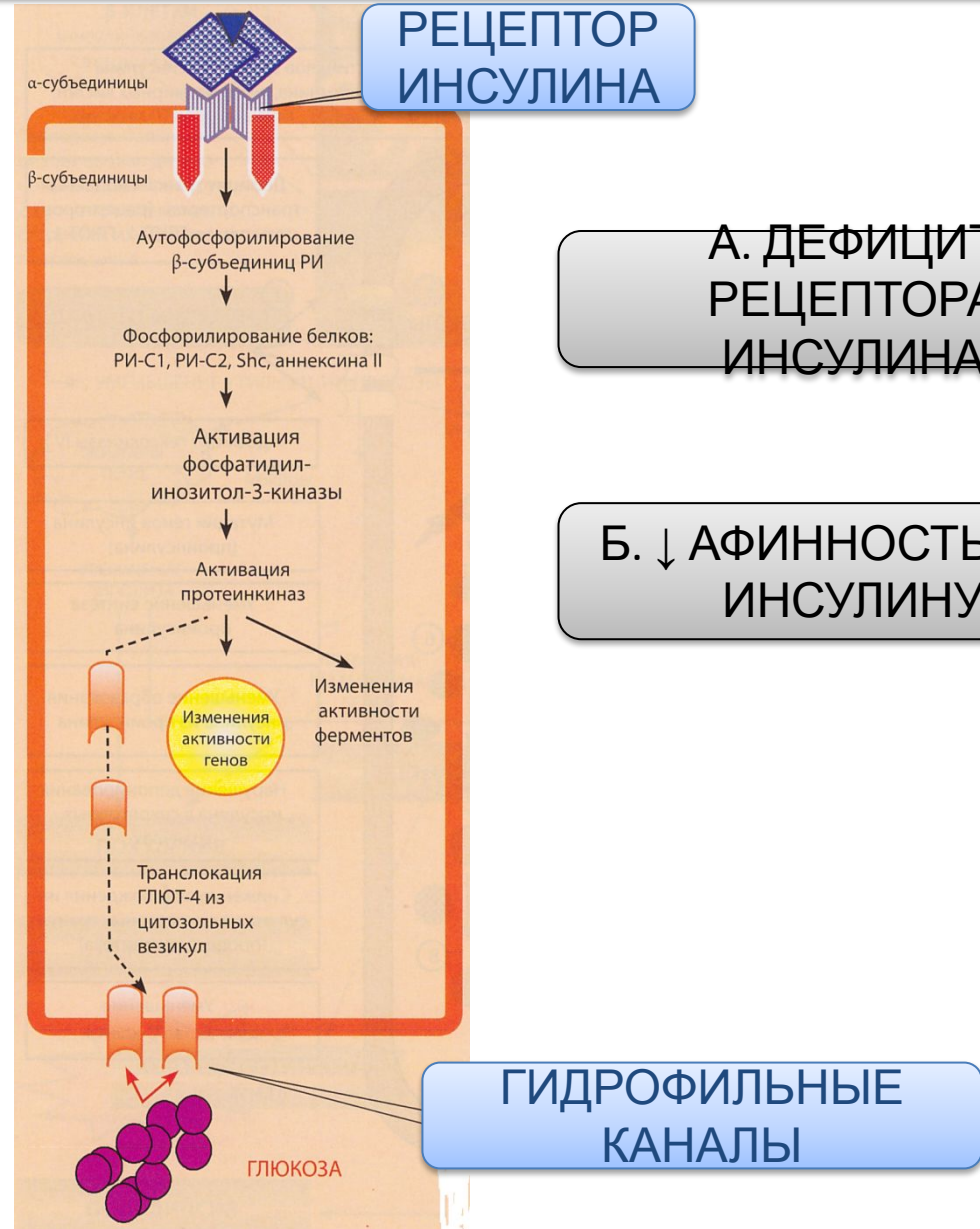 РЕЦЕПТОР
ИНСУЛИНА
α-субъединицы
β-субъединицы
Аутофосфорилирование
β-субъединиц РИ
Фосфорилирование белков:
РИ-С1, РИ-С2, Shc, аннексина II
Активация
фосфатидил-
инозитол-3-киназы
Активация
протеинкиназ
Изменения
активности
генов
Изменения
активности
ферментов
Транслокация
ГЛЮТ-4 из
цитозольных
везикул
ГЛЮКОЗА
А. ДЕФИЦИТ
РЕЦЕПТОРА
ИНСУЛИНА
Б. ↓ АФИННОСТЬ
ИНСУЛИНУ
ГИДРОФИЛЬНЫЕ
КАНАЛЫ